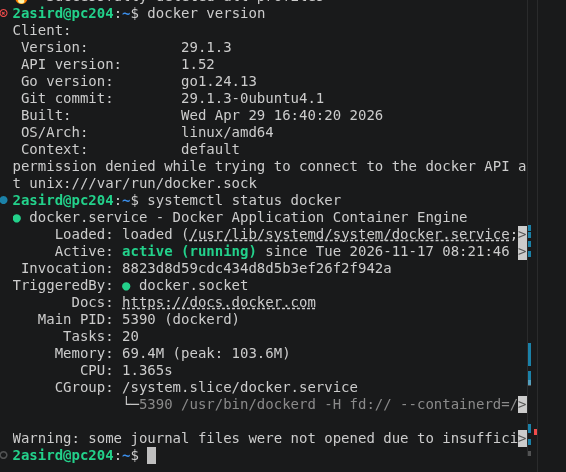 2asird@pc204:~$ docker version
Client:
 Version:           29.1.3
 API version:       1.52
 Go version:        go1.24.13
 Git commit:        29.1.3-0ubuntu4.1
 Built:             Wed Apr 29 16:40:20 2026
 OS/Arch:           linux/amd64
 Context:           default
permission denied while trying to connect to the docker API a
t unix:///var/run/docker.sock
2asird@pc204:~$ systemctl status docker
● docker.service - Docker Application Container Engine
     Loaded: loaded (/usr/lib/systemd/system/docker.service;>
     Active: active (running) since Tue 2026-11-17 08:21:46 >
 Invocation: 8823d8d59cdc434d8d5b3ef26f2f942a
TriggeredBy: ● docker.socket
       Docs: https://docs.docker.com
   Main PID: 5390 (dockerd)
      Tasks: 20
     Memory: 69.4M (peak: 103.6M)
        CPU: 1.365s
     CGroup: /system.slice/docker.service
             └─5390 /usr/bin/dockerd -H fd:// --containerd=/>

Warning: some journal files were not opened due to insuffici>
2asird@pc204:~$